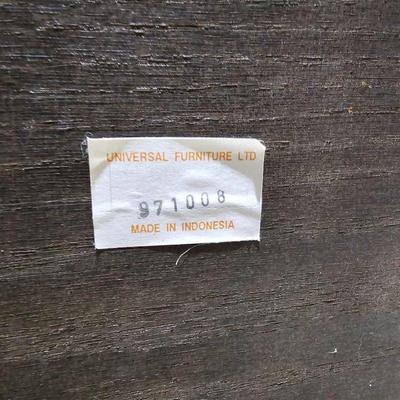 UNIVERSAL FURNITURE LTD
971008
MADE IN INDONESIA